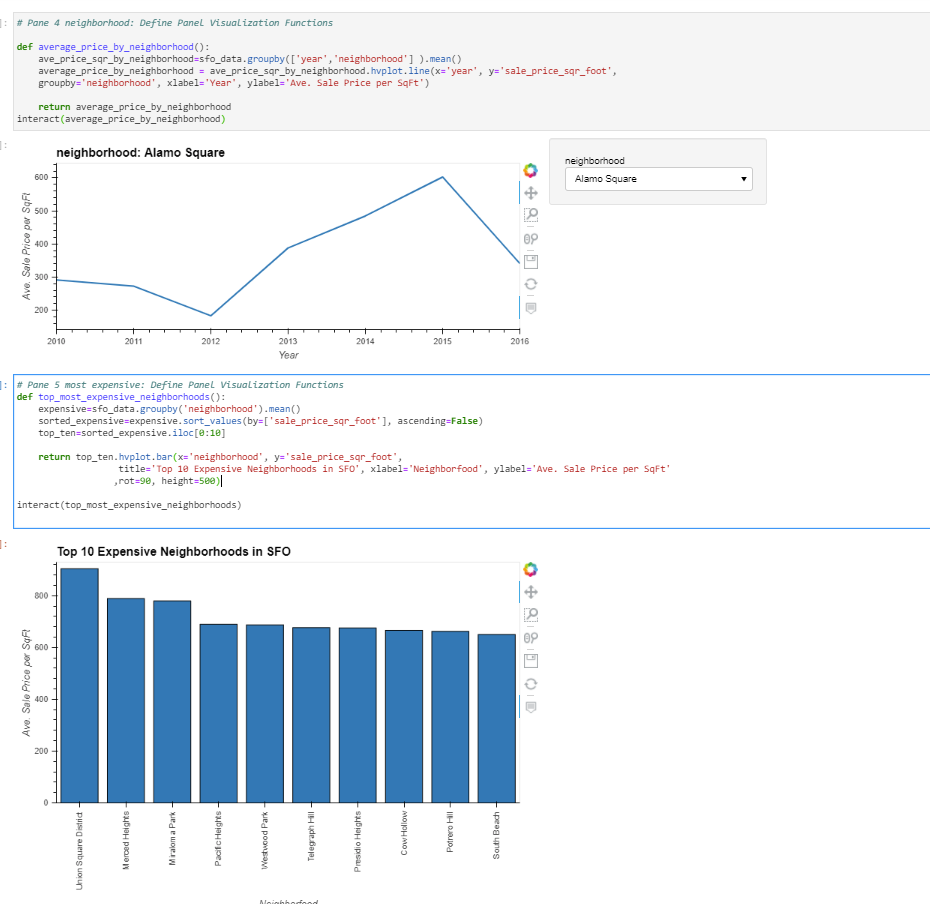 ]: # Pane 4 neighborhood: Define Panel Visualization Functions
def average_price_by_neighborhood():
ave_price_sqr_by_neighborhood=sfo_data.groupby(['year','neighborhood'] ).mean()
average_price_by_neighborhood = ave_price_sqr_by_neighborhood.hvplot.line(x='year', y='sale_price_sqr_foot',
groupby='neighborhood', xlabel='Year', ylabel='Ave. Sale Price per SqFt')
return average_price_by_neighborhood
interact(average_price_by_neighborhood)
]:
neighborhood: Alamo Square
neighborhood
Alamo Square
Ave. Sale Price per SqFt
600
500
400
300
200
2010 2011 2012 2013 2014 2015 2016
Year
]: # Pane 5 most expensive: Define Panel Visualization Functions
def top_most_expensive_neighborhoods():
expensive=sfo_data.groupby('neighborhood').mean()
sorted_expensive=expensive.sort_values(by=['sale_price_sqr_foot'], ascending=False)
top_ten=sorted_expensive.iloc[0:10]
return top_ten.hvplot.bar(x='neighborhood', y='sale_price_sqr_foot',
title='Top 10 Expensive Neighborhoods in SFO', xlabel='Neighborfood', ylabel='Ave. Sale Price per SqFt'
,rot=90, height=500)
interact(top_most_expensive_neighborhoods)
]:
Top 10 Expensive Neighborhoods in SFO
Ave. Sale Price per SqFt
800
600
400
200
0
Union Square District
Merced Heights
Miraloma Park
Pacific Heights
Westwood Park
Telegraph Hill
Presidio Heights
Cow Hollow
Potrero Hill
South Beach
Neighborfood